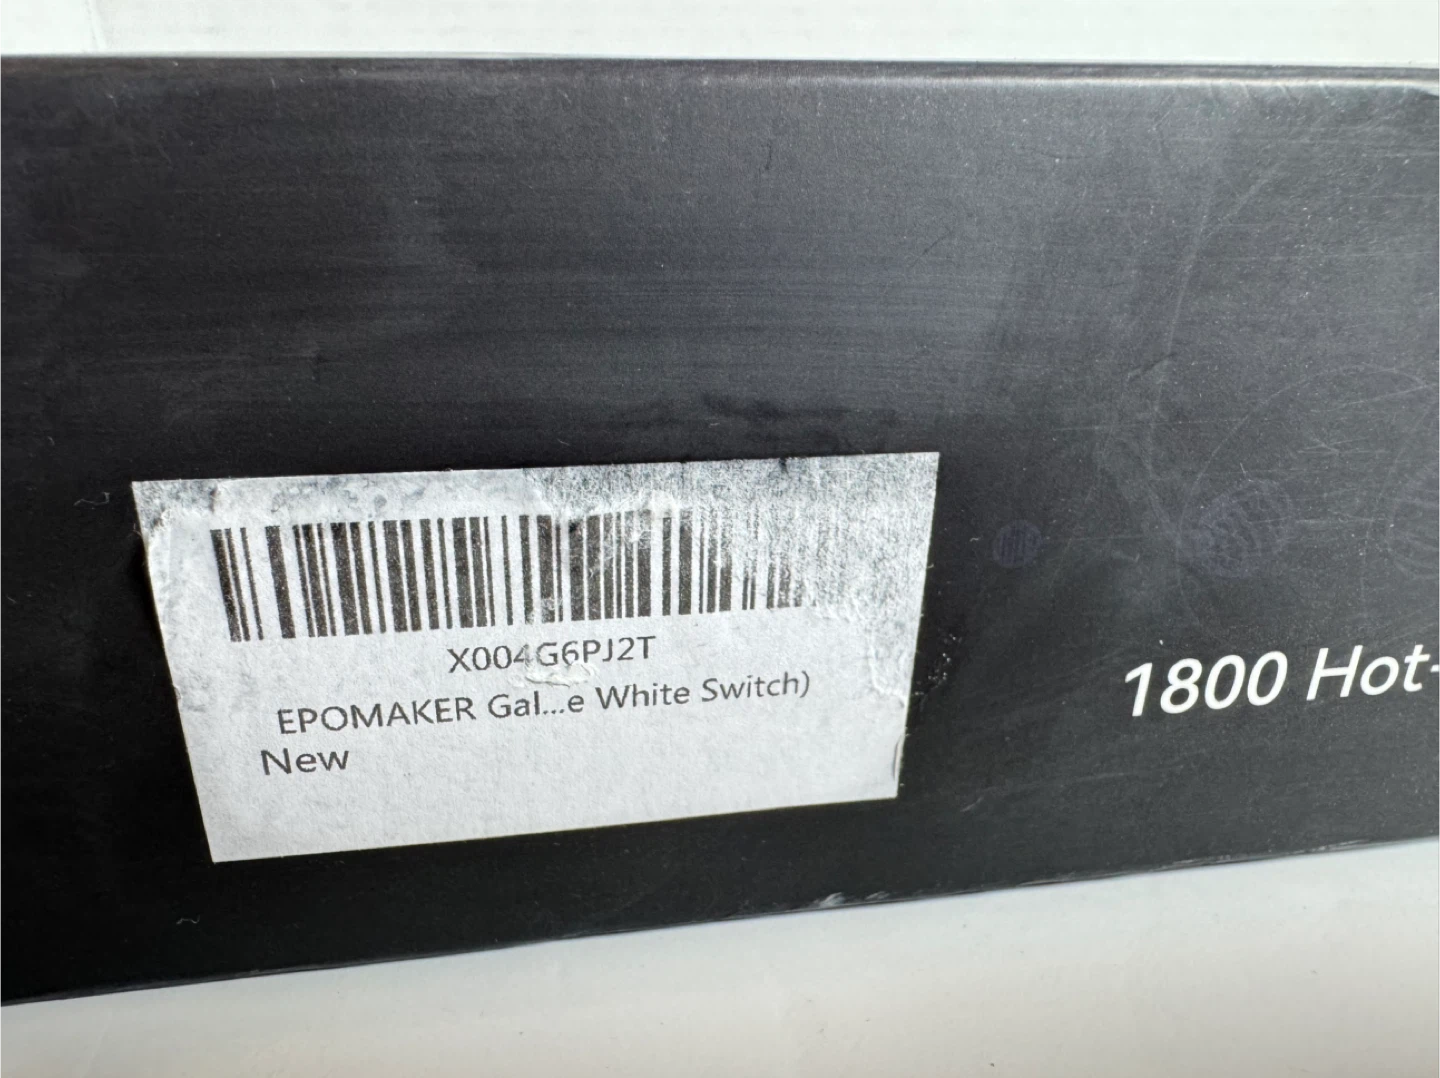 X004G6PJ2T
EPOMAKER Gal...e White Switch)
New
1800 Hot-